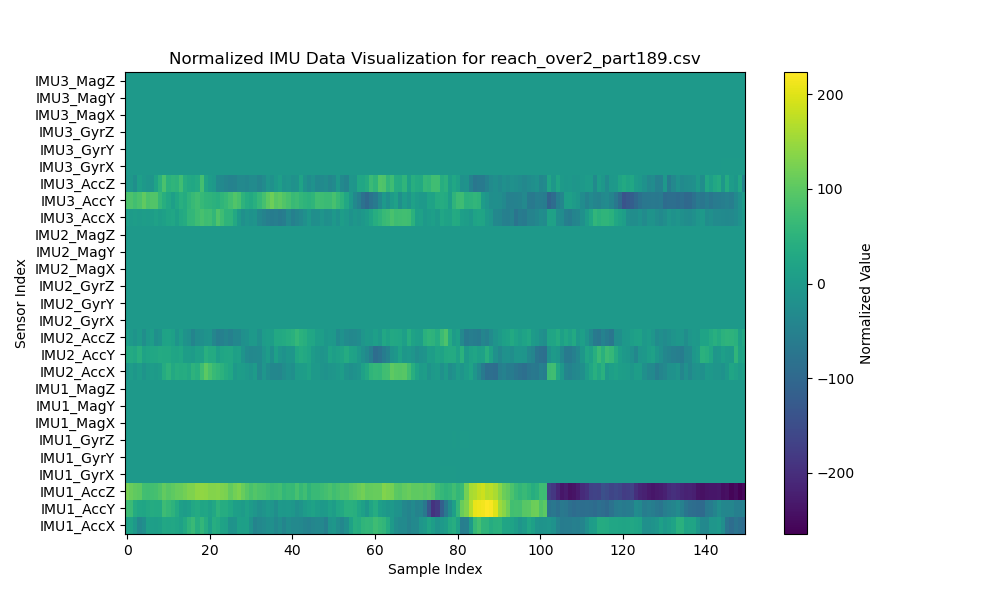 Normalized IMU Data Visualization for reach_over2_part189.csv
IMU3_MagZ
IMU3_MagY
IMU3_MagX
IMU3_GyrZ
IMU3_GyrY
IMU3_GyrX
IMU3_AccZ
IMU3_AccY
IMU3_AccX
IMU2_MagZ
IMU2_MagY
IMU2_MagX
IMU2_GyrZ
IMU2_GyrY
IMU2_GyrX
IMU2_AccZ
IMU2_AccY
IMU2_AccX
IMU1_MagZ
IMU1_MagY
IMU1_MagX
IMU1_GyrZ
IMU1_GyrY
IMU1_GyrX
IMU1_AccZ
IMU1_AccY
IMU1_AccX
Sensor Index
0 20 40 60 80 100 120 140
Sample Index
200
100
0
−100
−200
Normalized Value